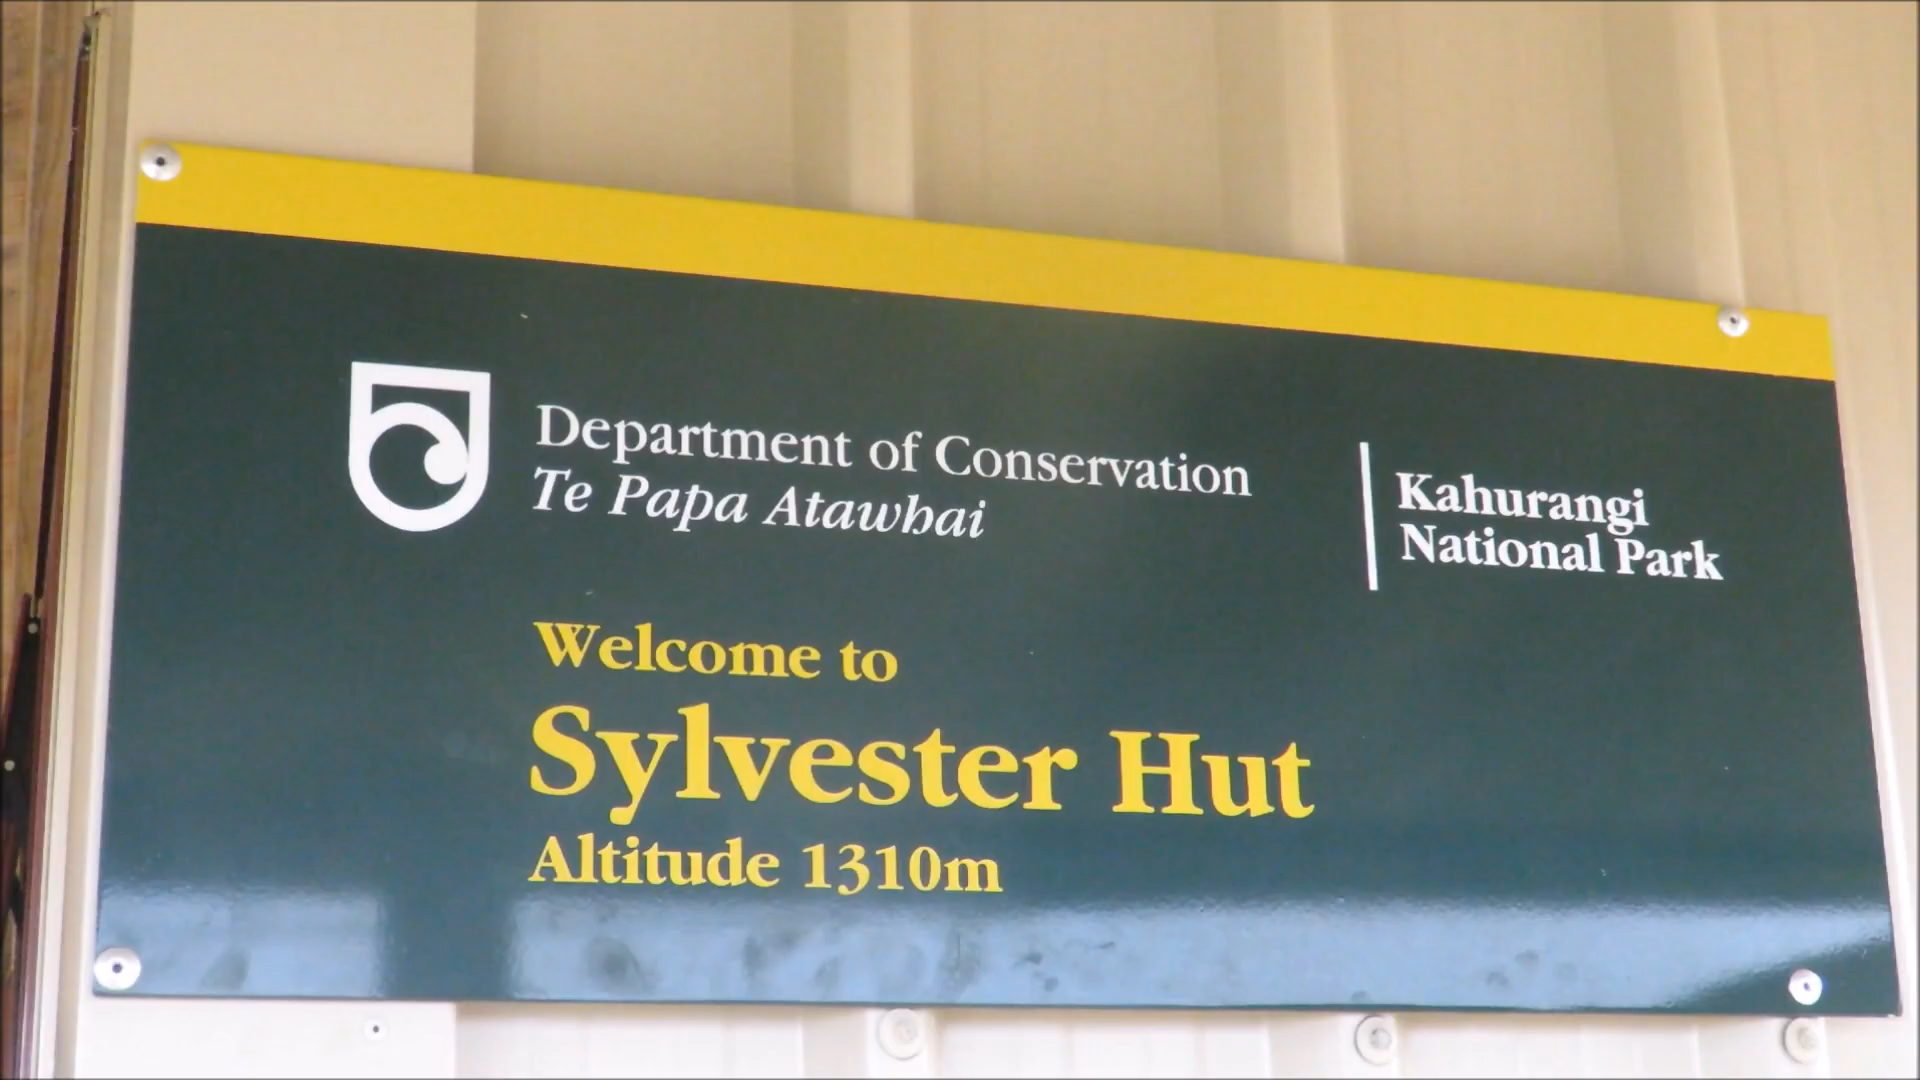 Department of Conservation
Te Papa Atawhai
Kahurangi
National Park
Welcome to
Sylvester Hut
Altitude 1310m